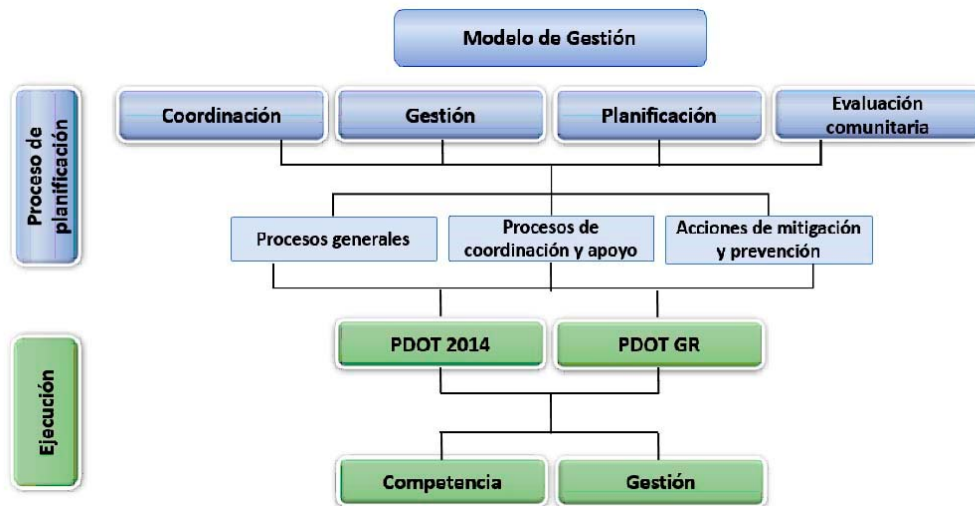 Modelo de Gestión
Proceso de
planificación
Coordinación
Gestión
Planificación
Evaluación
comunitaria
Procesos generales
Procesos de
coordinación y apoyo
Acciones de mitigación
y prevención
Ejecución
PDOT 2014
PDOT GR
Competencia
Gestión